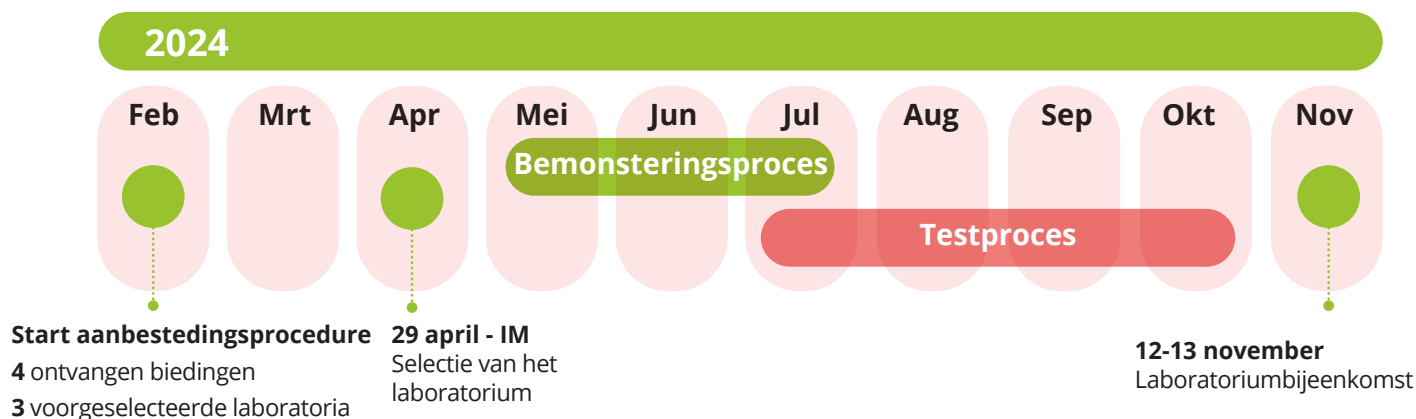 2024
Feb Mrt Apr Mei Jun Jul Aug Sep Okt Nov
Bemonsteringsproces
Testproces
Start aanbestedingsprocedure
4 ontvangen biedingen
3 voorgeselecteerde laboratoria
29 april - IM
Selectie van het
laboratorium
12-13 november
Laboratoriumbijeenkomst